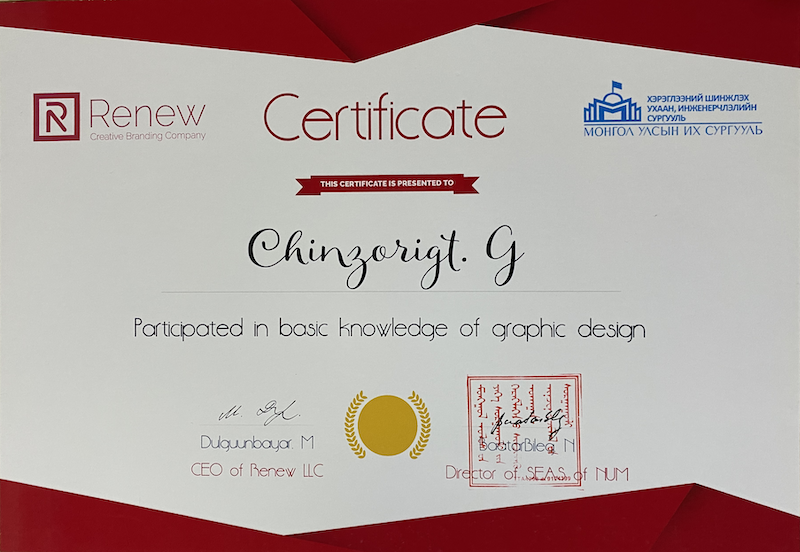 Renew
Creative Branding Company
Certificate
ХЭРЭГЛЭЭНИЙ ШИНЖЛЭХ
УХААН, ИНЖЕНЕРЧЛЭЛИЙН
СУРГУУЛЬ
МОНГОЛ УЛСЫН ИХ СУРГУУЛЬ
THIS CERTIFICATE IS PRESENTED TO
Chinzorigt. G
Participated in basic knowledge of graphic design
Dulguunbayar. M
CEO of Renew LLC
BaatarBileg. N
Director of SEAS of NUM